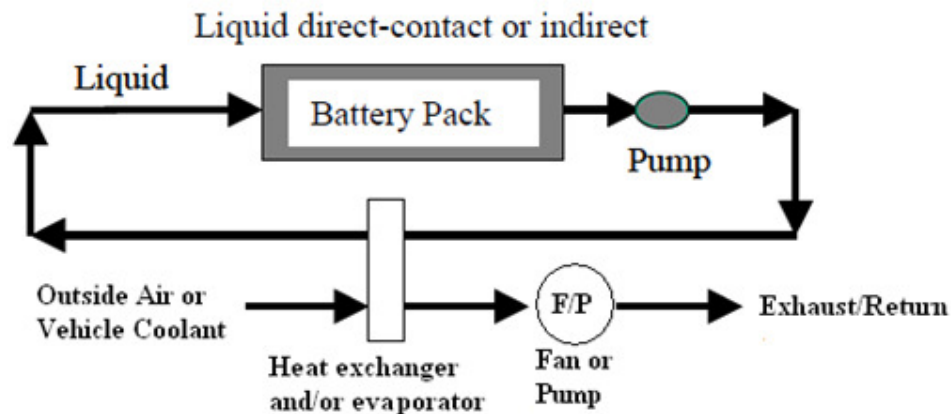 Liquid direct-contact or indirect
Liquid
Battery Pack
Pump
Outside Air or
Vehicle Coolant
F/P
Exhaust/Return
Heat exchanger
and/or evaporator
Fan or
Pump